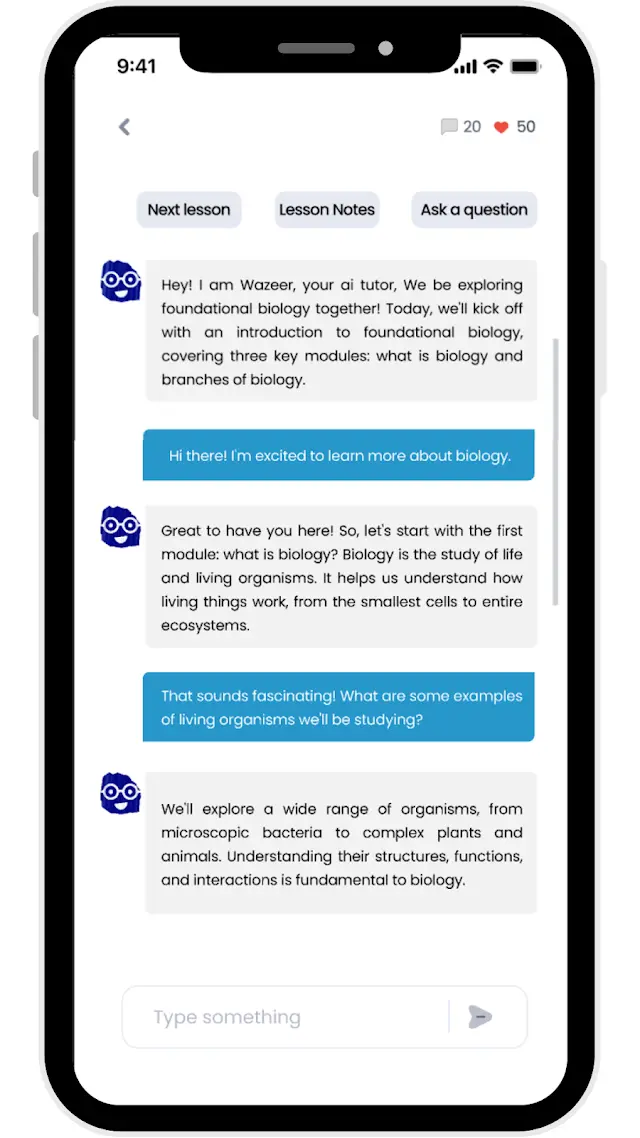 9:41
20 50
Next lesson Lesson Notes Ask a question
Hey! I am Wazeer, your ai tutor, We be exploring
foundational biology together! Today, we'll kick off
with an introduction to foundational biology,
covering three key modules: what is biology and
branches of biology.
Hi there! I'm excited to learn more about biology.
Great to have you here! So, let's start with the first
module: what is biology? Biology is the study of life
and living organisms. It helps us understand how
living things work, from the smallest cells to entire
ecosystems.
That sounds fascinating! What are some examples
of living organisms we'll be studying?
We'll explore a wide range of organisms, from
microscopic bacteria to complex plants and
animals. Understanding their structures, functions,
and interactions is fundamental to biology.
Type something